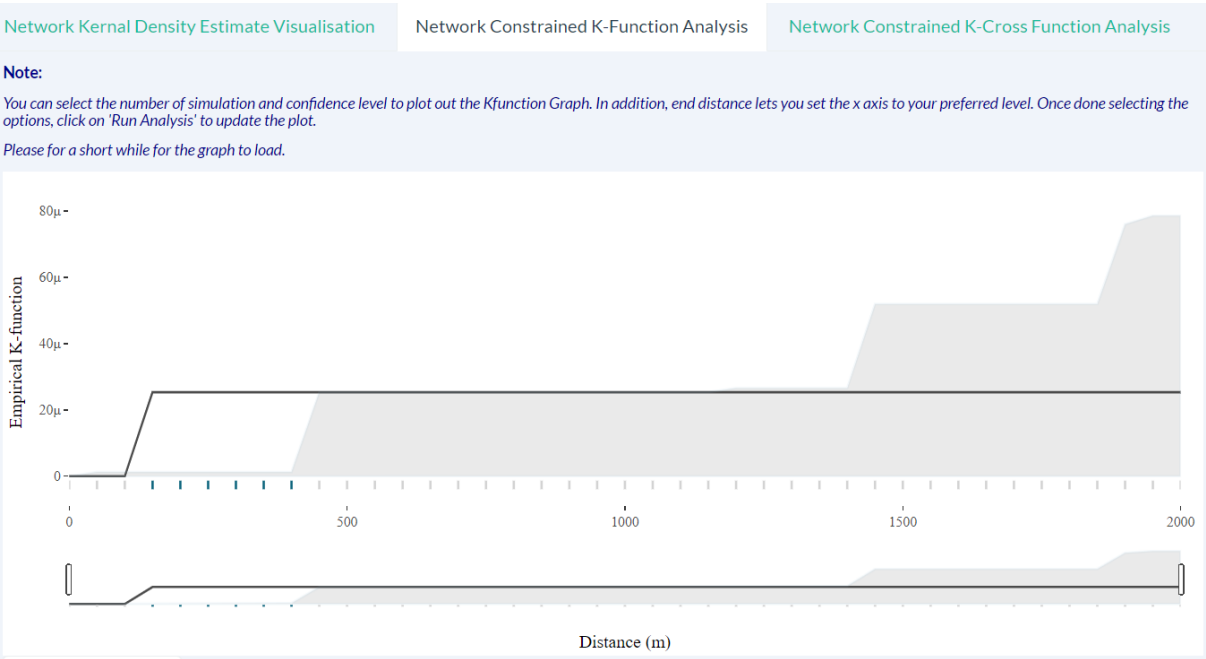 Network Kernal Density Estimate Visualisation
Network Constrained K-Function Analysis
Network Constrained K-Cross Function Analysis
Note:
You can select the number of simulation and confidence level to plot out the Kfunction Graph. In addition, end distance lets you set the x axis to your preferred level. Once done selecting the
options, click on 'Run Analysis' to update the plot.
Please for a short while for the graph to load.
80μ
60μ
40μ
20μ
0
Empirical K-function
0 500 1000 1500 2000
Distance (m)